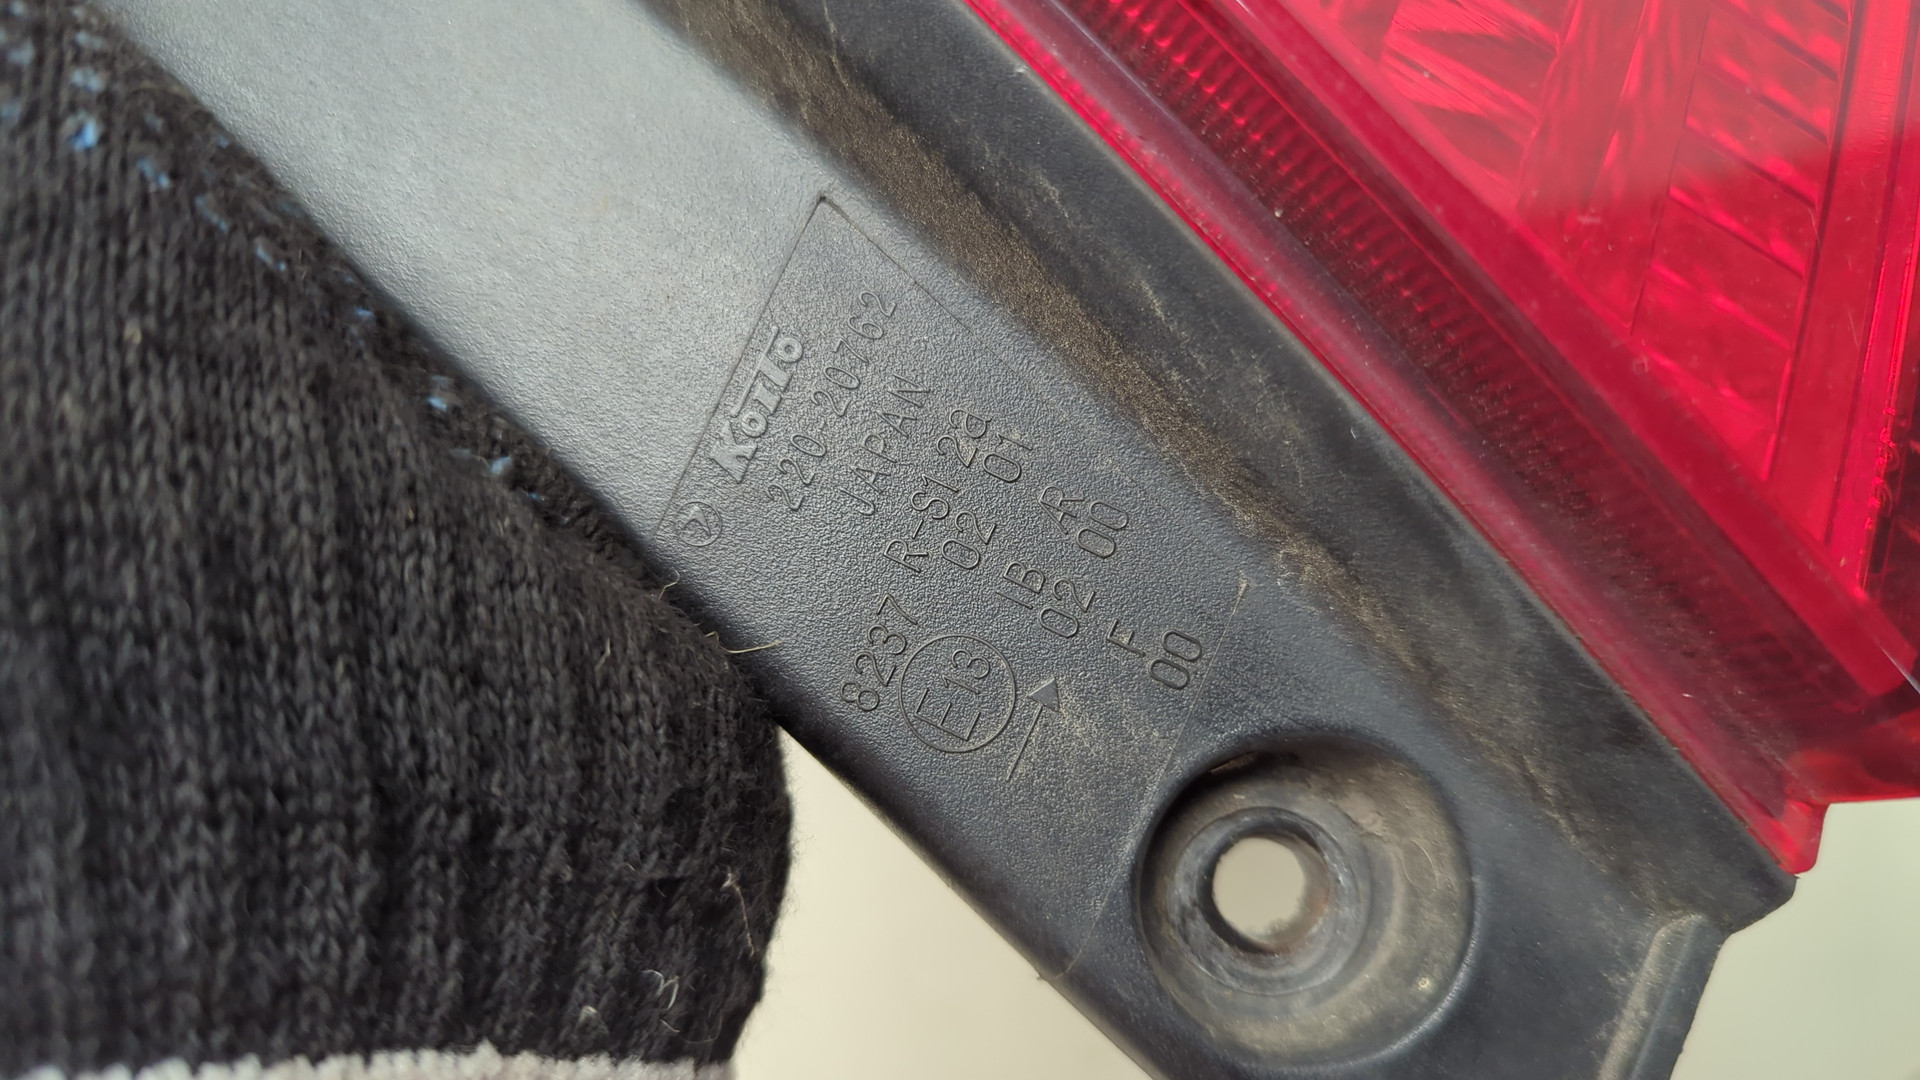 KOITO
220-20762
JAPAN
R-S1 2a
02 01
IB AR
02 00
F
00
8237
E13